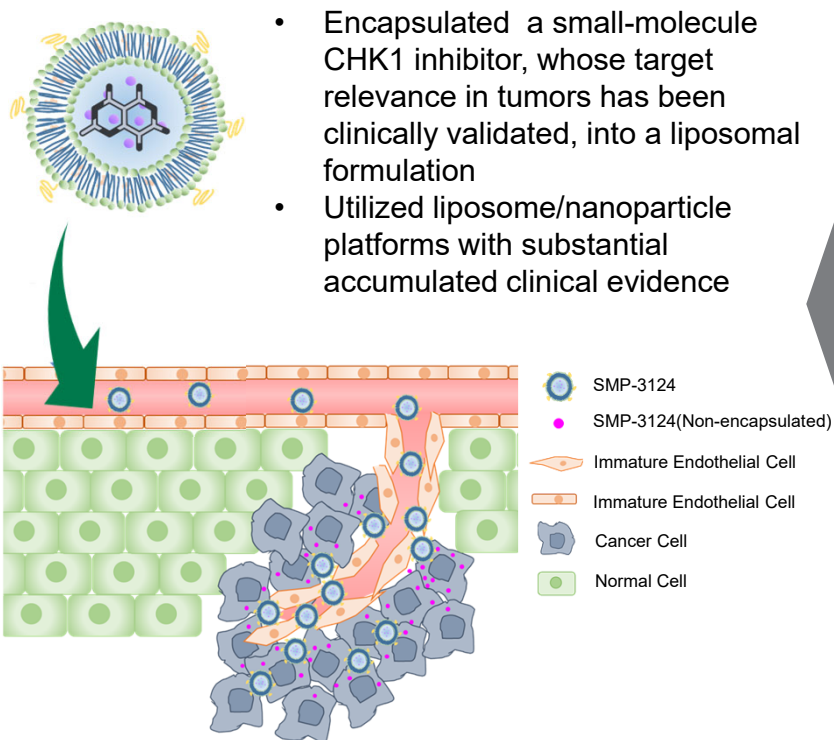 • Encapsulated a small-molecule
CHK1 inhibitor, whose target
relevance in tumors has been
clinically validated, into a liposomal
formulation
• Utilized liposome/nanoparticle
platforms with substantial
accumulated clinical evidence
SMP-3124
SMP-3124(Non-encapsulated)
Immature Endothelial Cell
Immature Endothelial Cell
Cancer Cell
Normal Cell